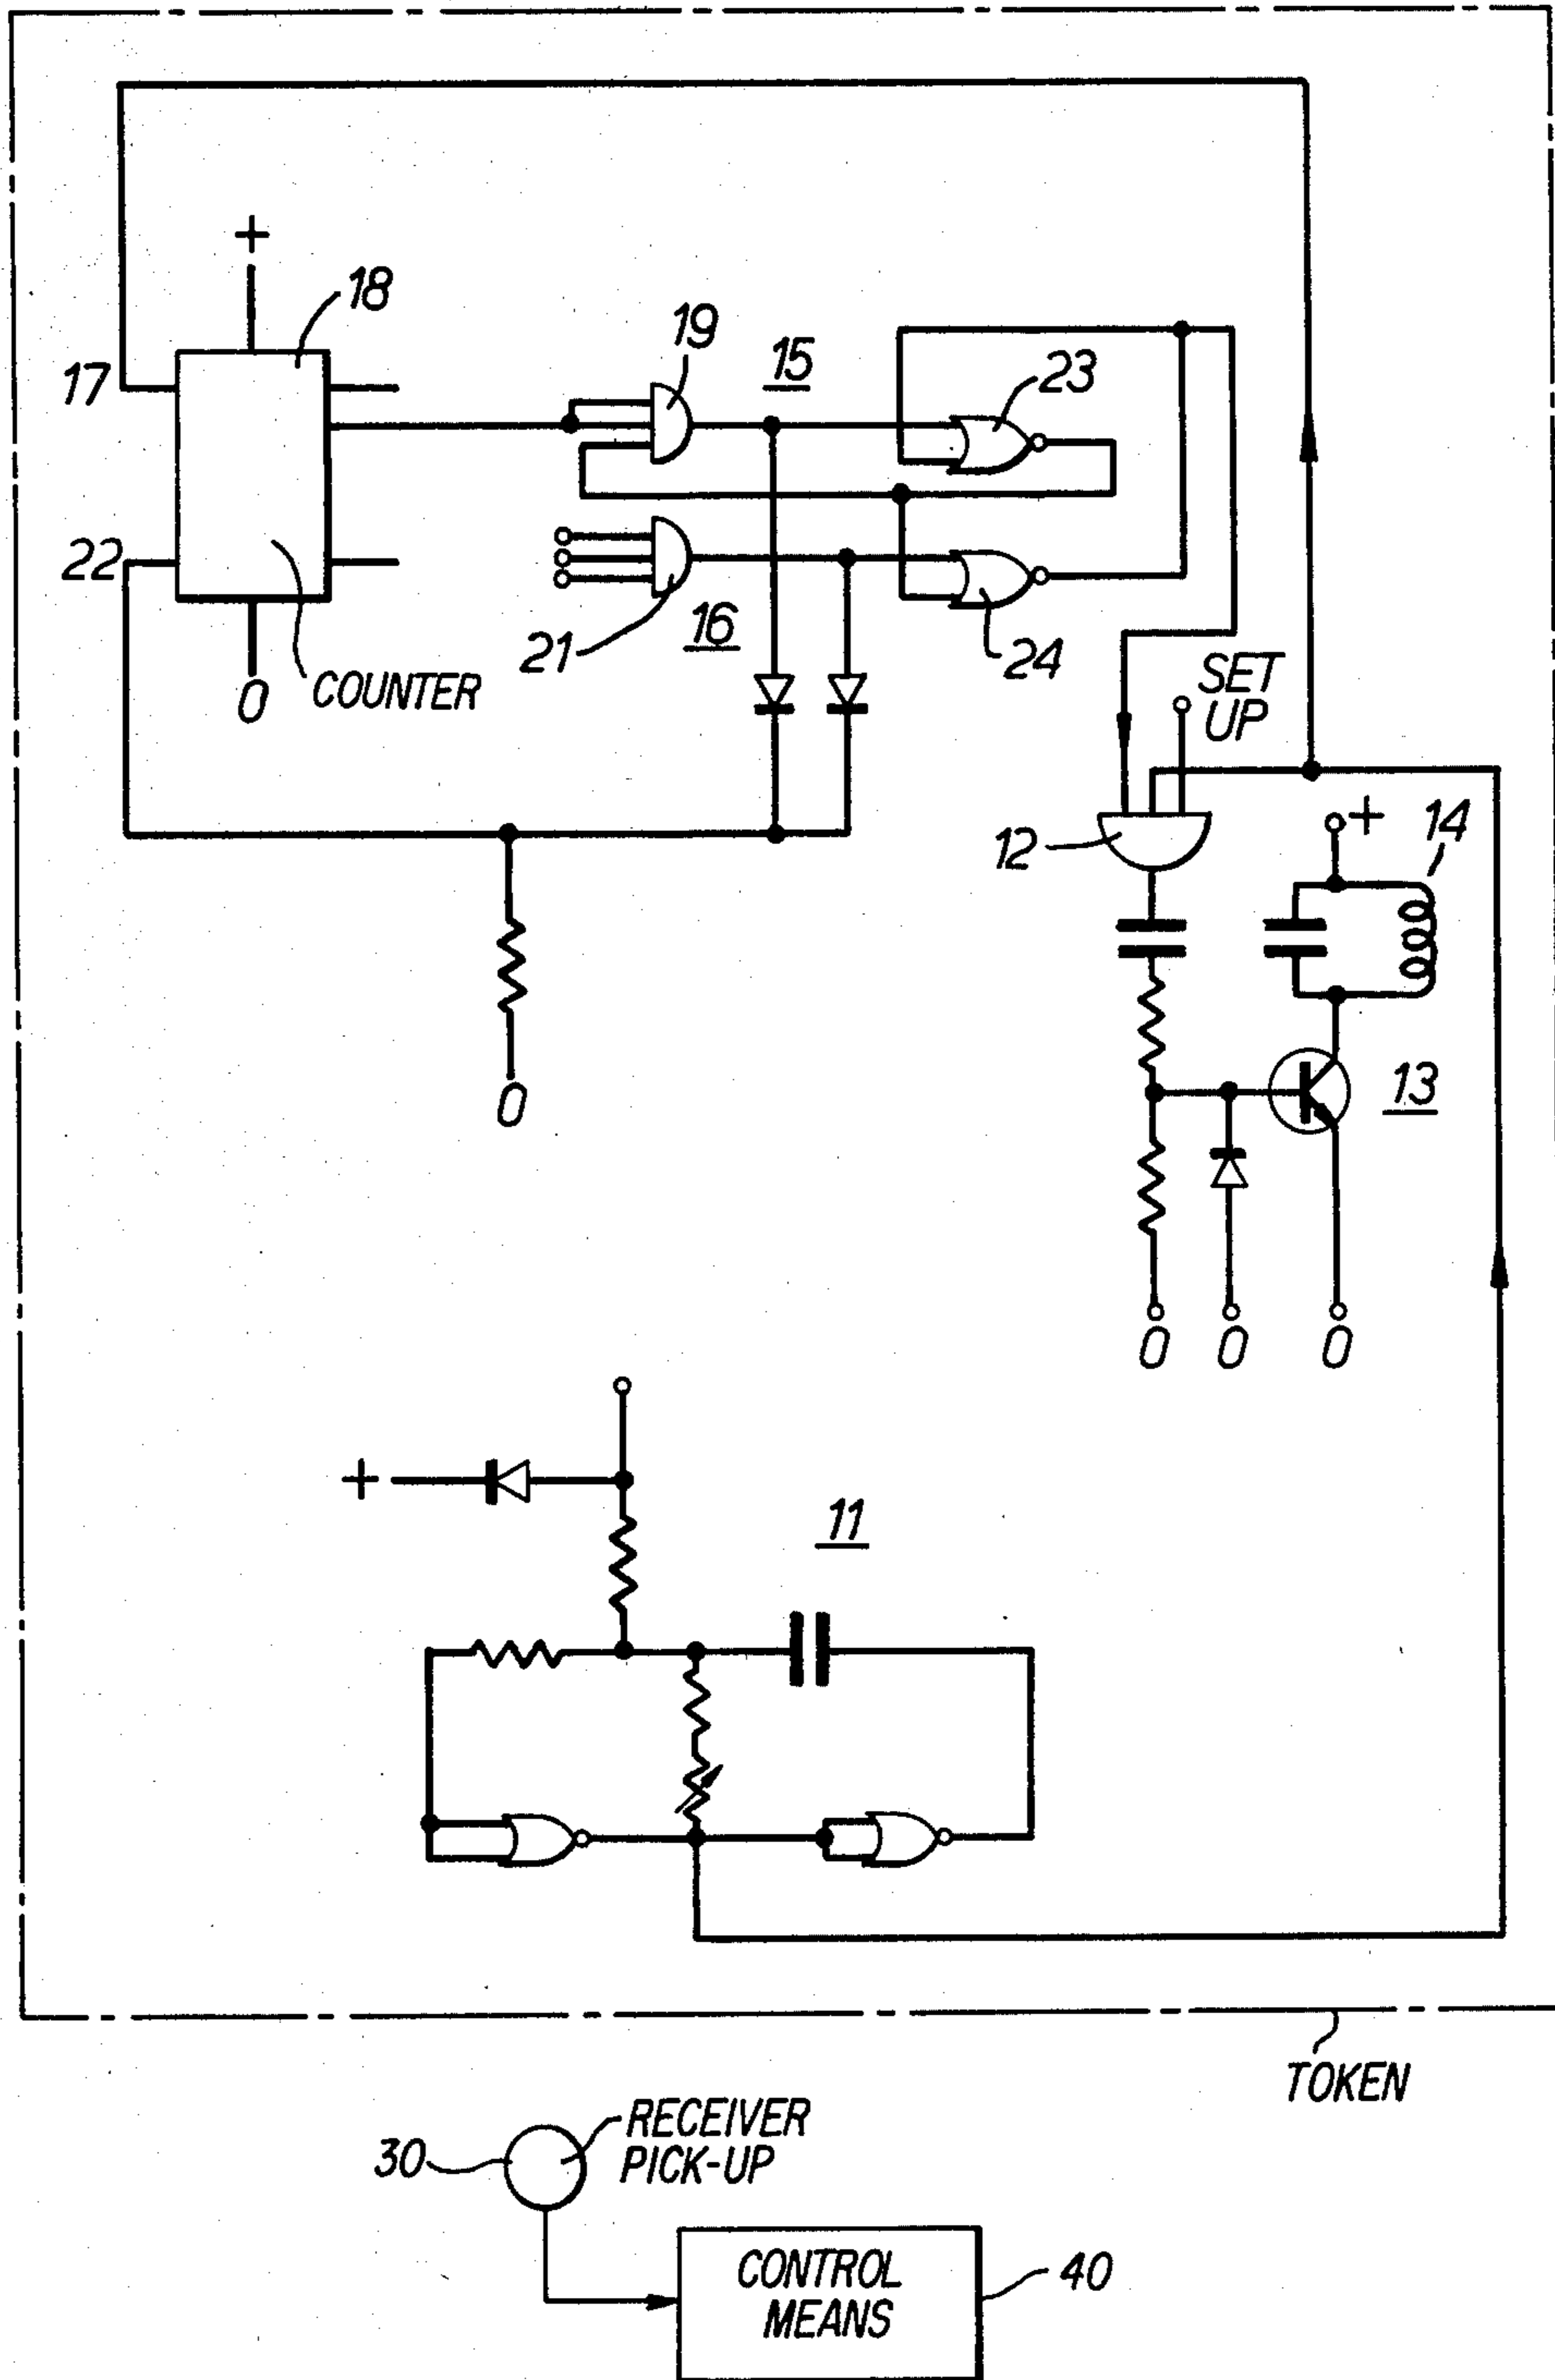 +
18
19
15
23
17
22
21
16
24
0
COUNTER
SET
UP
12
+
14
0
13
0
0
0
+
11
TOKEN
RECEIVER
PICK-UP
30
CONTROL
MEANS
40